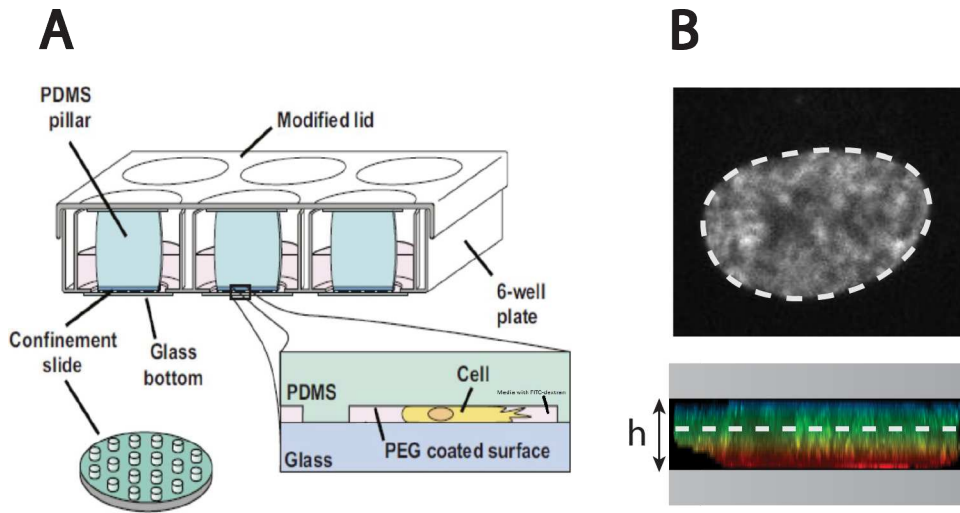 A
B
PDMS
pillar
Modified lid
6-well
plate
Confinement
slide
Glass
bottom
PDMS
Cell
Media with FITC-dextran
PEG coated surface
Glass
h